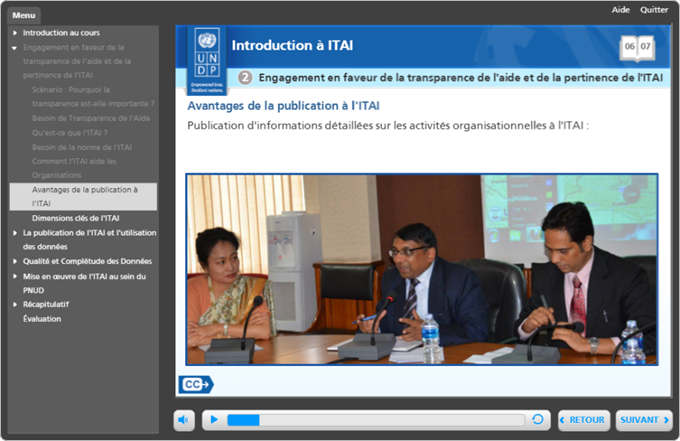 Aide Quitter
Menu
Introduction au cours
Engagement en faveur de la
transparence de l'aide et de la
pertinence de l'ITAI
Scénario : Pourquoi la
transparence est-elle importante ?
Besoin de Transparence de l'Aide
Qu'est-ce que l'ITAI ?
Besoin de la norme de l'ITAI
Comment l'ITAI aide les
Organisations
Avantages de la publication à
l'ITAI
Dimensions clés de l'ITAI
La publication de l'ITAI et l'utilisation
des données
Qualité et Complétude des Données
Mise en œuvre de l'ITAI au sein du
PNUD
Récapitulatif
Évaluation
U N
D P
Empowered lives.
Resilient nations.
Introduction à ITAI
06 07
2 Engagement en faveur de la transparence de l'aide et de la pertinence de l'ITAI
Avantages de la publication à l'ITAI
Publication d'informations détaillées sur les activités organisationnelles à l'ITAI :
CC
RETOUR
SUIVANT